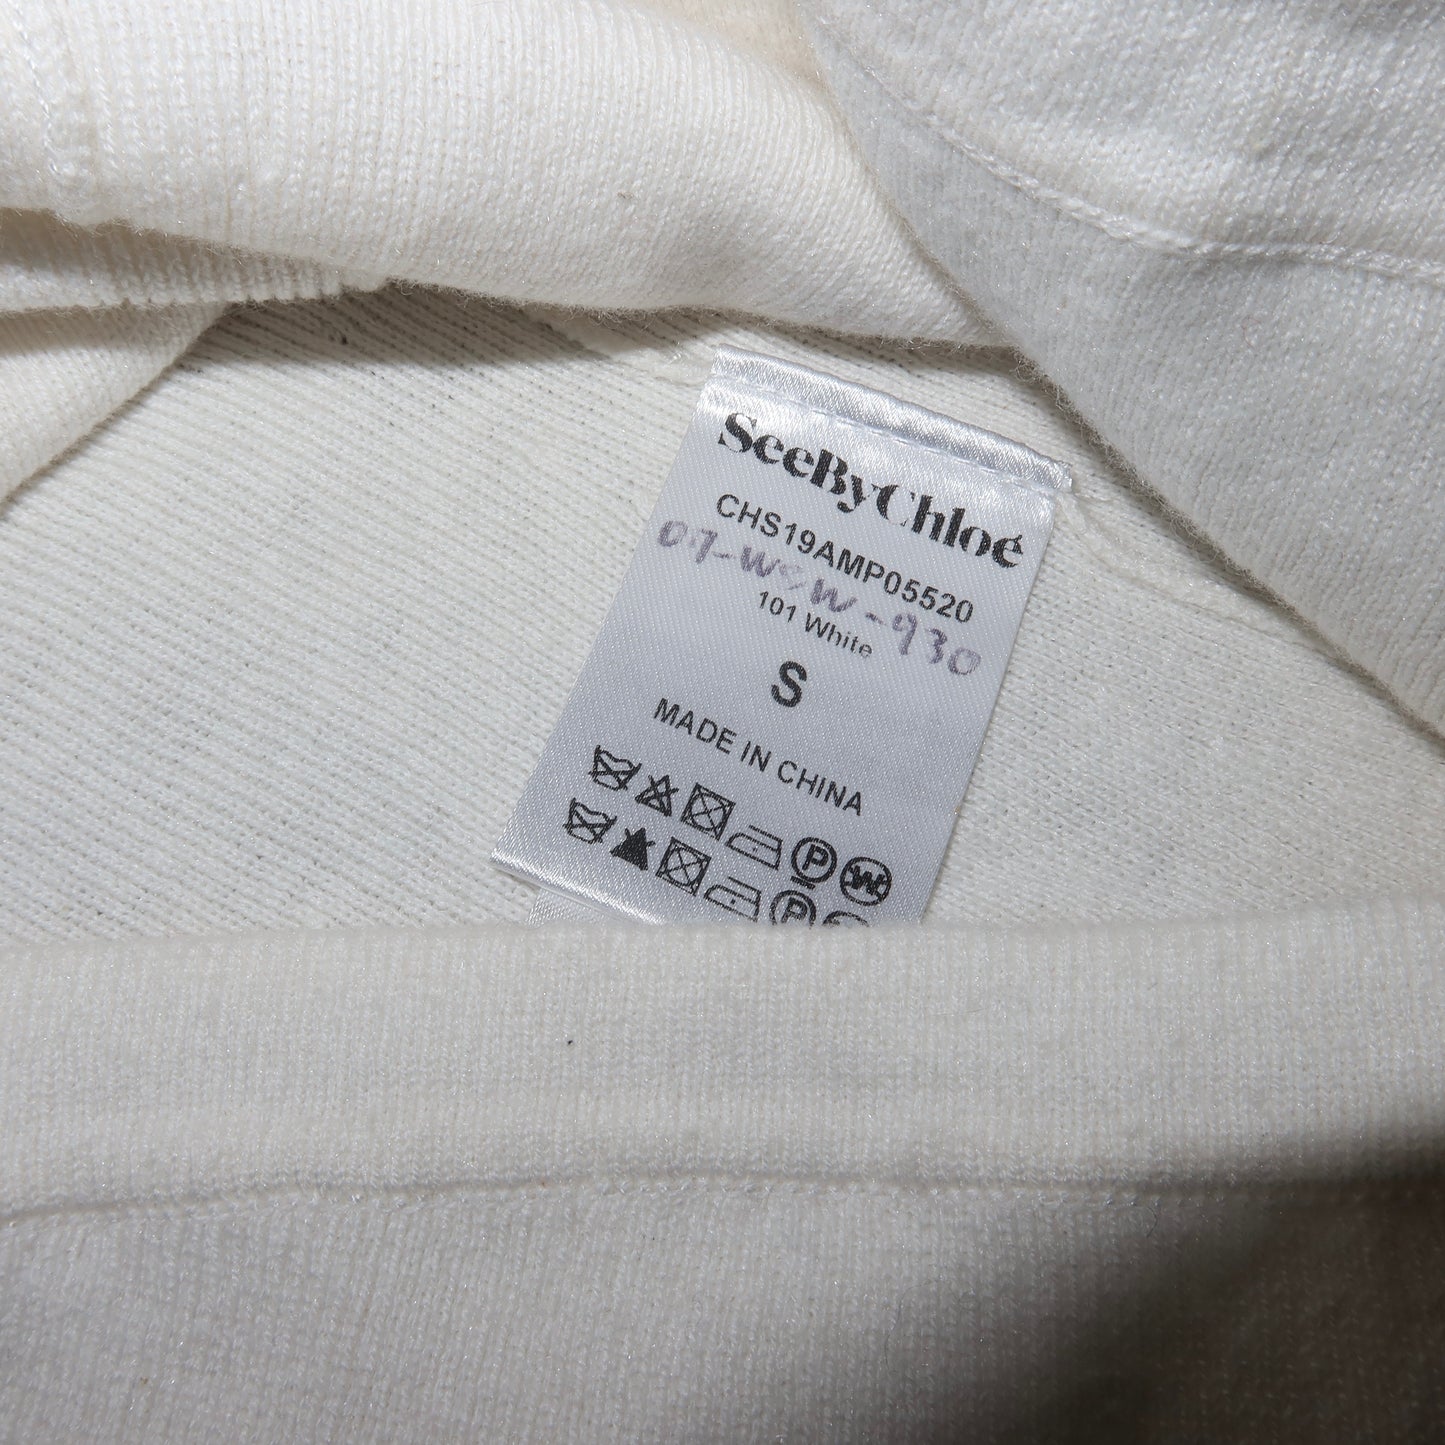 SeeByChloé
CHS19AMP05520
07-WSW-930
101 White
S
MADE IN CHINA
P W
P